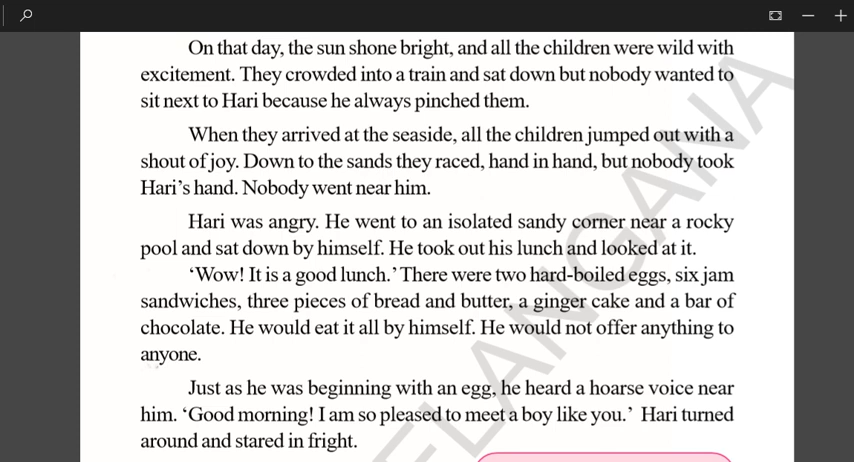 On that day, the sun shone bright, and all the children were wild with
excitement. They crowded into a train and sat down but nobody wanted to
sit next to Hari because he always pinched them.
When they arrived at the seaside, all the children jumped out with a
shout of joy. Down to the sands they raced, hand in hand, but nobody took
Hari's hand. Nobody went near him.
Hari was angry. He went to an isolated sandy corner near a rocky
pool and sat down by himself. He took out his lunch and looked at it.
‘Wow! It is a good lunch.’ There were two hard-boiled eggs, six jam
sandwiches, three pieces of bread and butter, a ginger cake and a bar of
chocolate. He would eat it all by himself. He would not offer anything to
anyone.
Just as he was beginning with an egg, he heard a hoarse voice near
him. ‘Good morning! I am so pleased to meet a boy like you.’ Hari turned
around and stared in fright.
ELANGANA